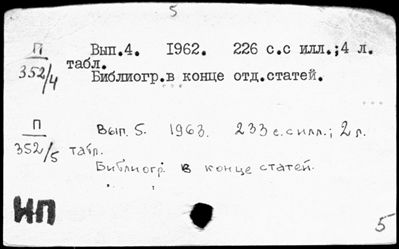 5
П
352/4
Вып.4. 1962. 226 с.с илл.;4 л.
табл.
Библиогр.в конце отд.статей.
П
352/5
Вып. 5. 1963. 233 с. с илл.; 2 л.
табл.
Библиогр. в конце статей.
НП
5